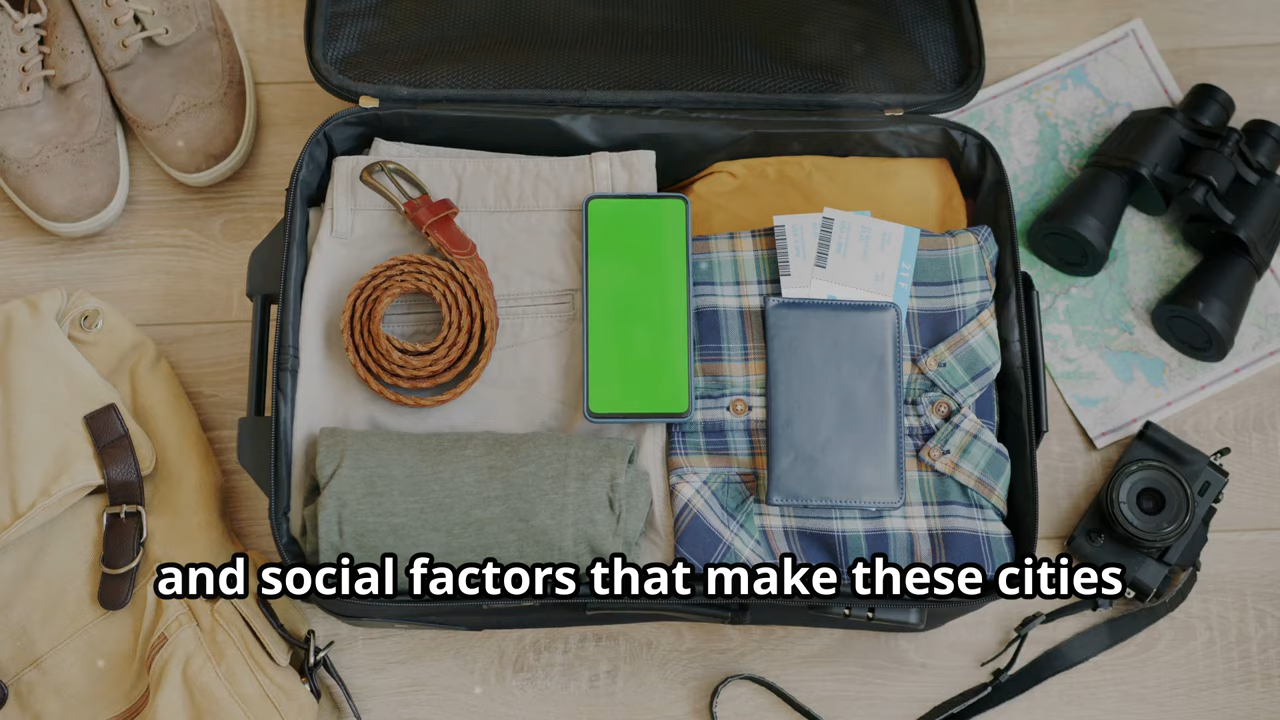 and social factors that make these cities